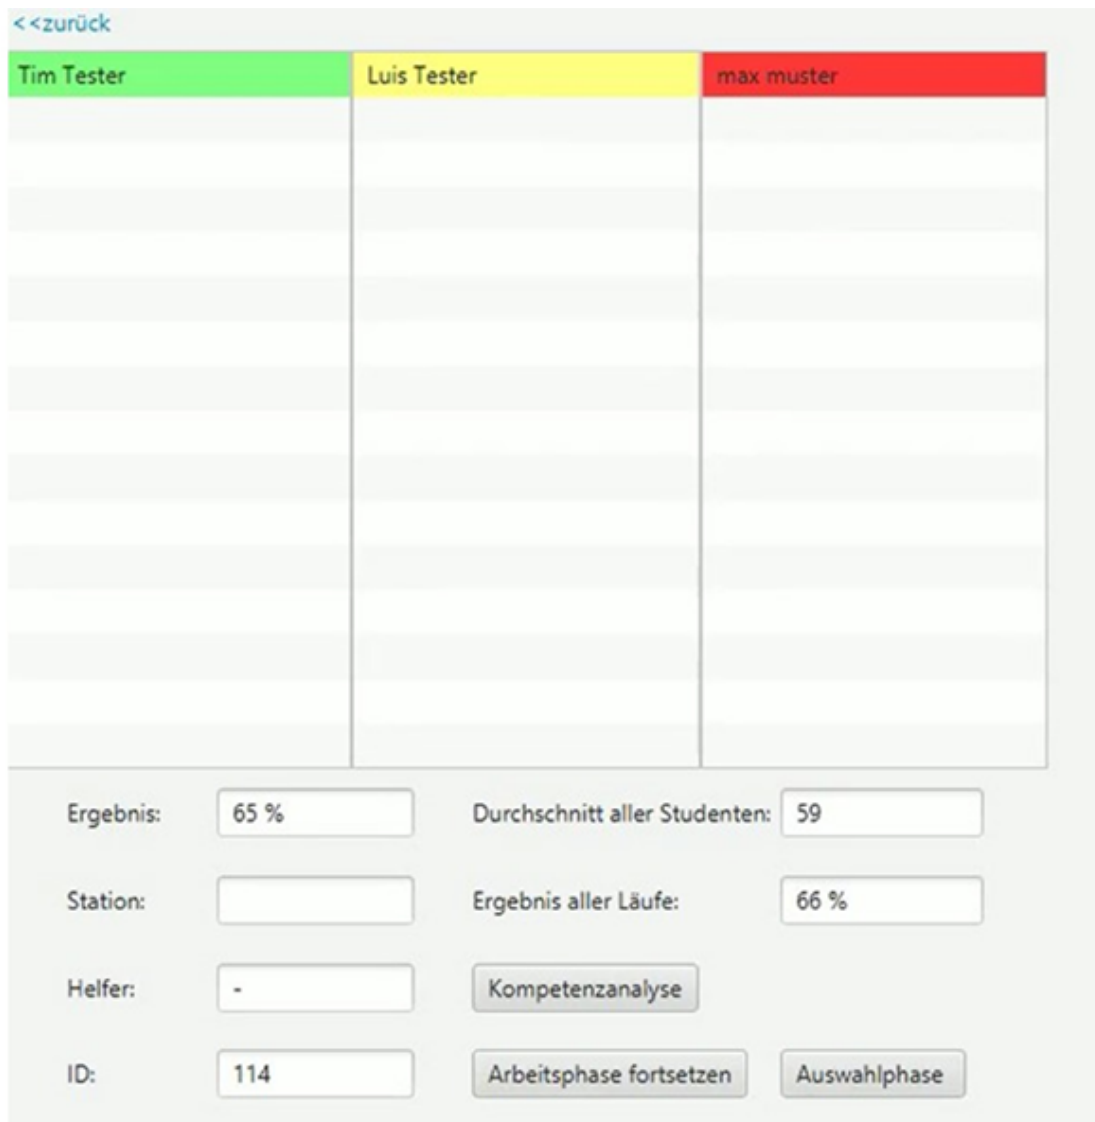 <<zurück
Tim Tester Luis Tester max muster
Ergebnis: 65 % Durchschnitt aller Studenten: 59
Station: Ergebnis aller Läufe: 66 %
Helfer: - Kompetenzanalyse
ID: 114 Arbeitsphase fortsetzen Auswahlphase